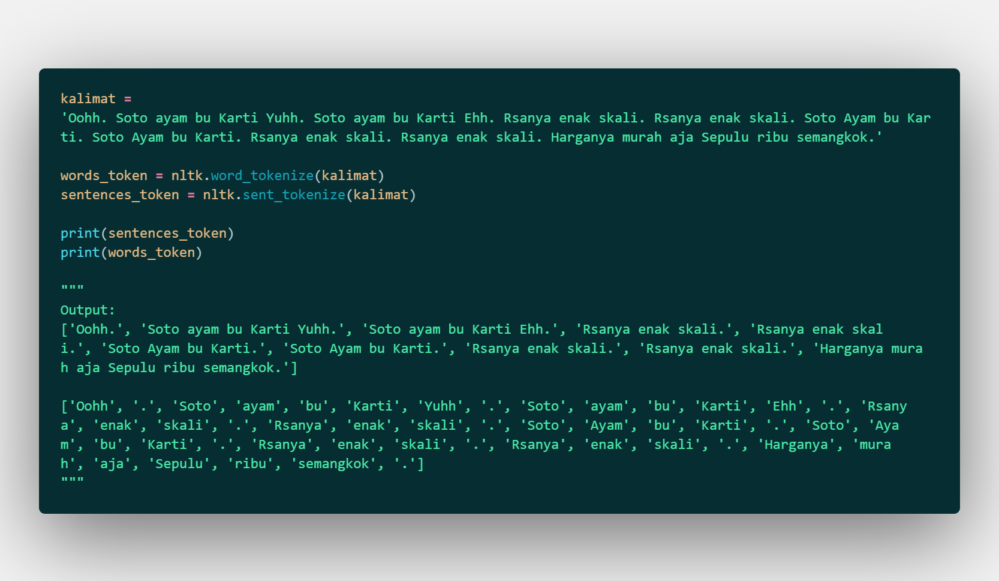 kalimat =
'Oohh. Soto ayam bu Karti Yuhh. Soto ayam bu Karti Ehh. Rsanya enak skali. Rsanya enak skali. Soto Ayam bu Kar
ti. Soto Ayam bu Karti. Rsanya enak skali. Rsanya enak skali. Harganya murah aja Sepulu ribu semangkok.'
words_token = nltk.word_tokenize(kalimat)
sentences_token = nltk.sent_tokenize(kalimat)
print(sentences_token)
print(words_token)
"""
Output:
['Oohh.', 'Soto ayam bu Karti Yuhh.', 'Soto ayam bu Karti Ehh.', 'Rsanya enak skali.', 'Rsanya enak skal
i.', 'Soto Ayam bu Karti.', 'Soto Ayam bu Karti.', 'Rsanya enak skali.', 'Rsanya enak skali.', 'Harganya mura
h aja Sepulu ribu semangkok.']
['Oohh', '.', 'Soto', 'ayam', 'bu', 'Karti', 'Yuhh', '.', 'Soto', 'ayam', 'bu', 'Karti', 'Ehh', '.', 'Rsany
a', 'enak', 'skali', '.', 'Rsanya', 'enak', 'skali', '.', 'Soto', 'Ayam', 'bu', 'Karti', '.', 'Soto', 'Aya
m', 'bu', 'Karti', '.', 'Rsanya', 'enak', 'skali', '.', 'Rsanya', 'enak', 'skali', '.', 'Harganya', 'mura
h', 'aja', 'Sepulu', 'ribu', 'semangkok', '.']
"""